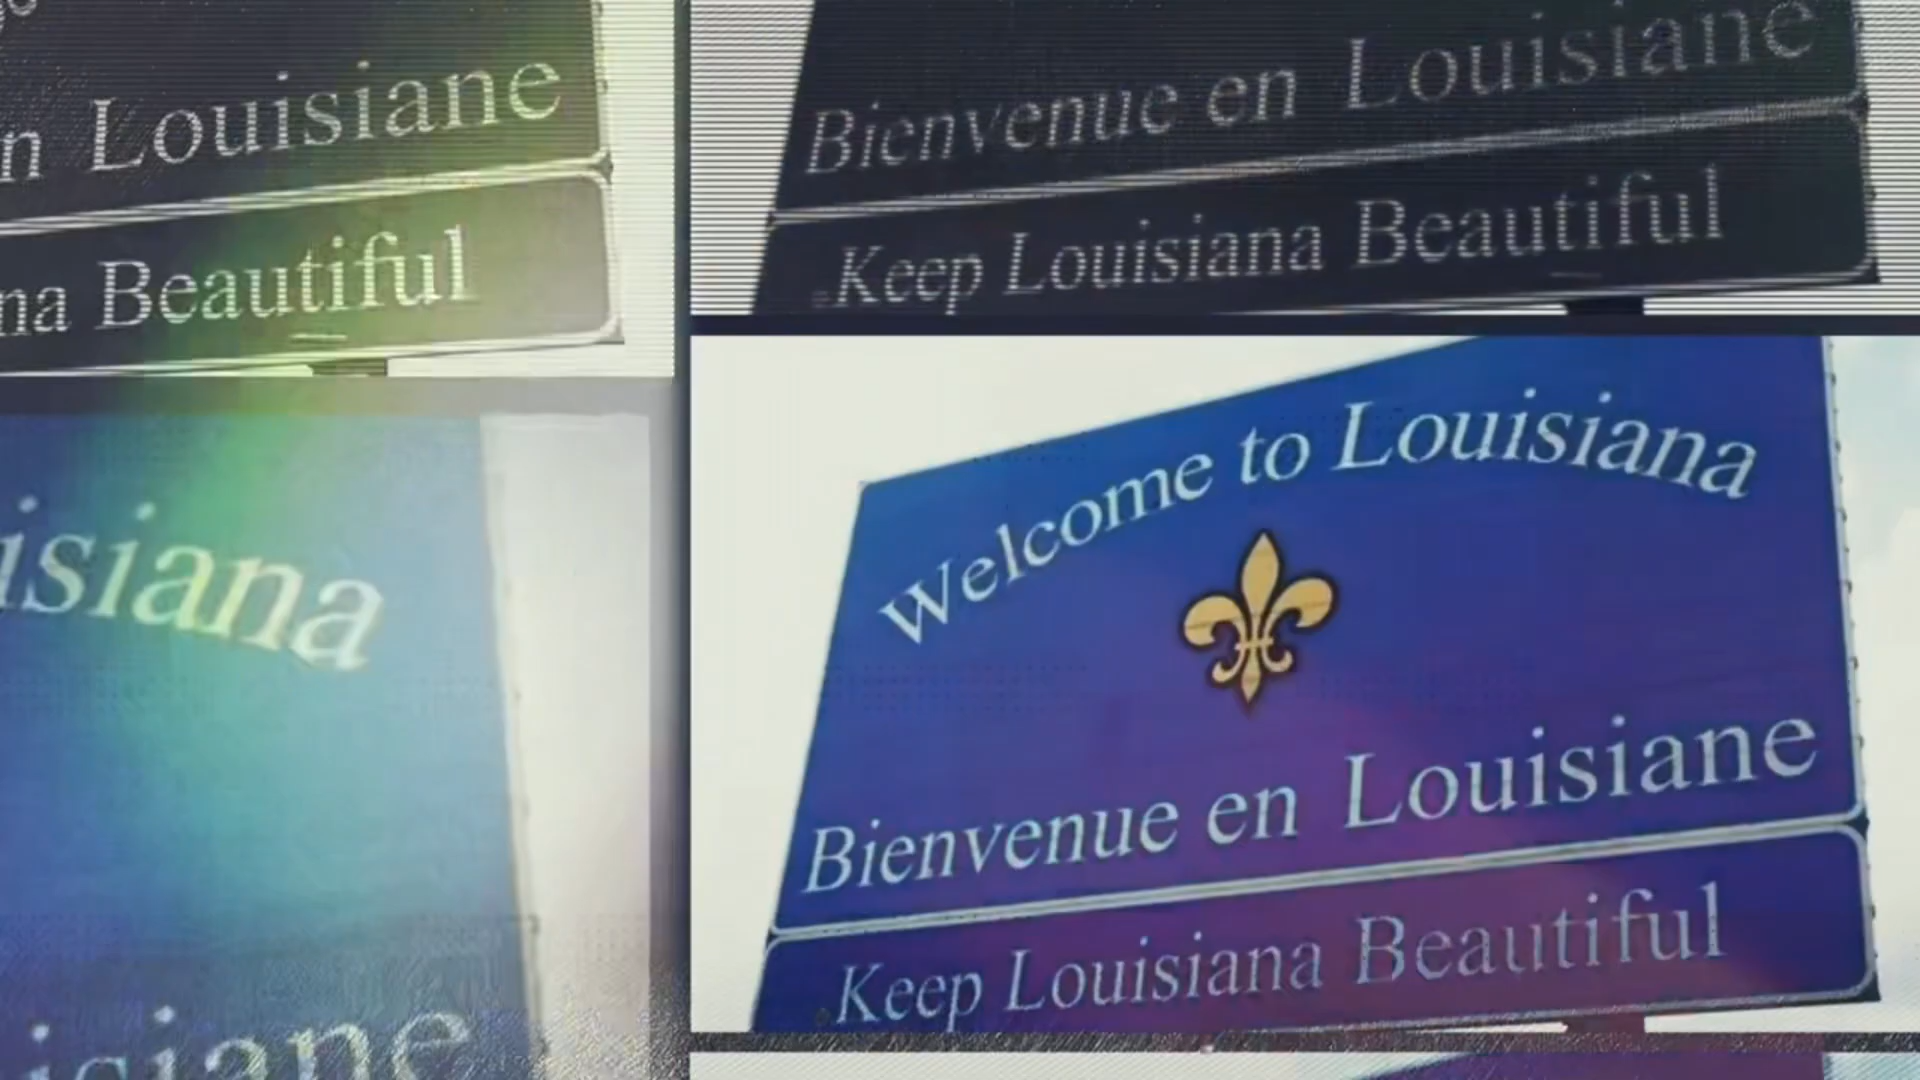 n Louisiane
na Beautiful
Bienvenue en Louisiane
Keep Louisiana Beautiful
isiana
isiane
Welcome to Louisiana
Bienvenue en Louisiane
Keep Louisiana Beautiful